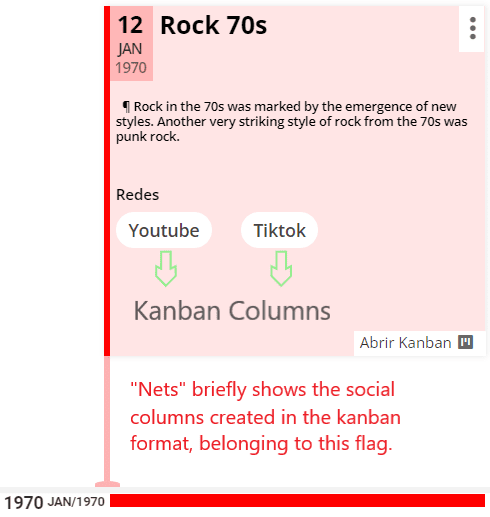 12
JAN
1970
Rock 70s
¶ Rock in the 70s was marked by the emergence of new
styles. Another very striking style of rock from the 70s was
punk rock.
Redes
Youtube
Tiktok
Kanban Columns
Abrir Kanban
"Nets" briefly shows the social
columns created in the kanban
format, belonging to this flag.
1970 JAN/1970